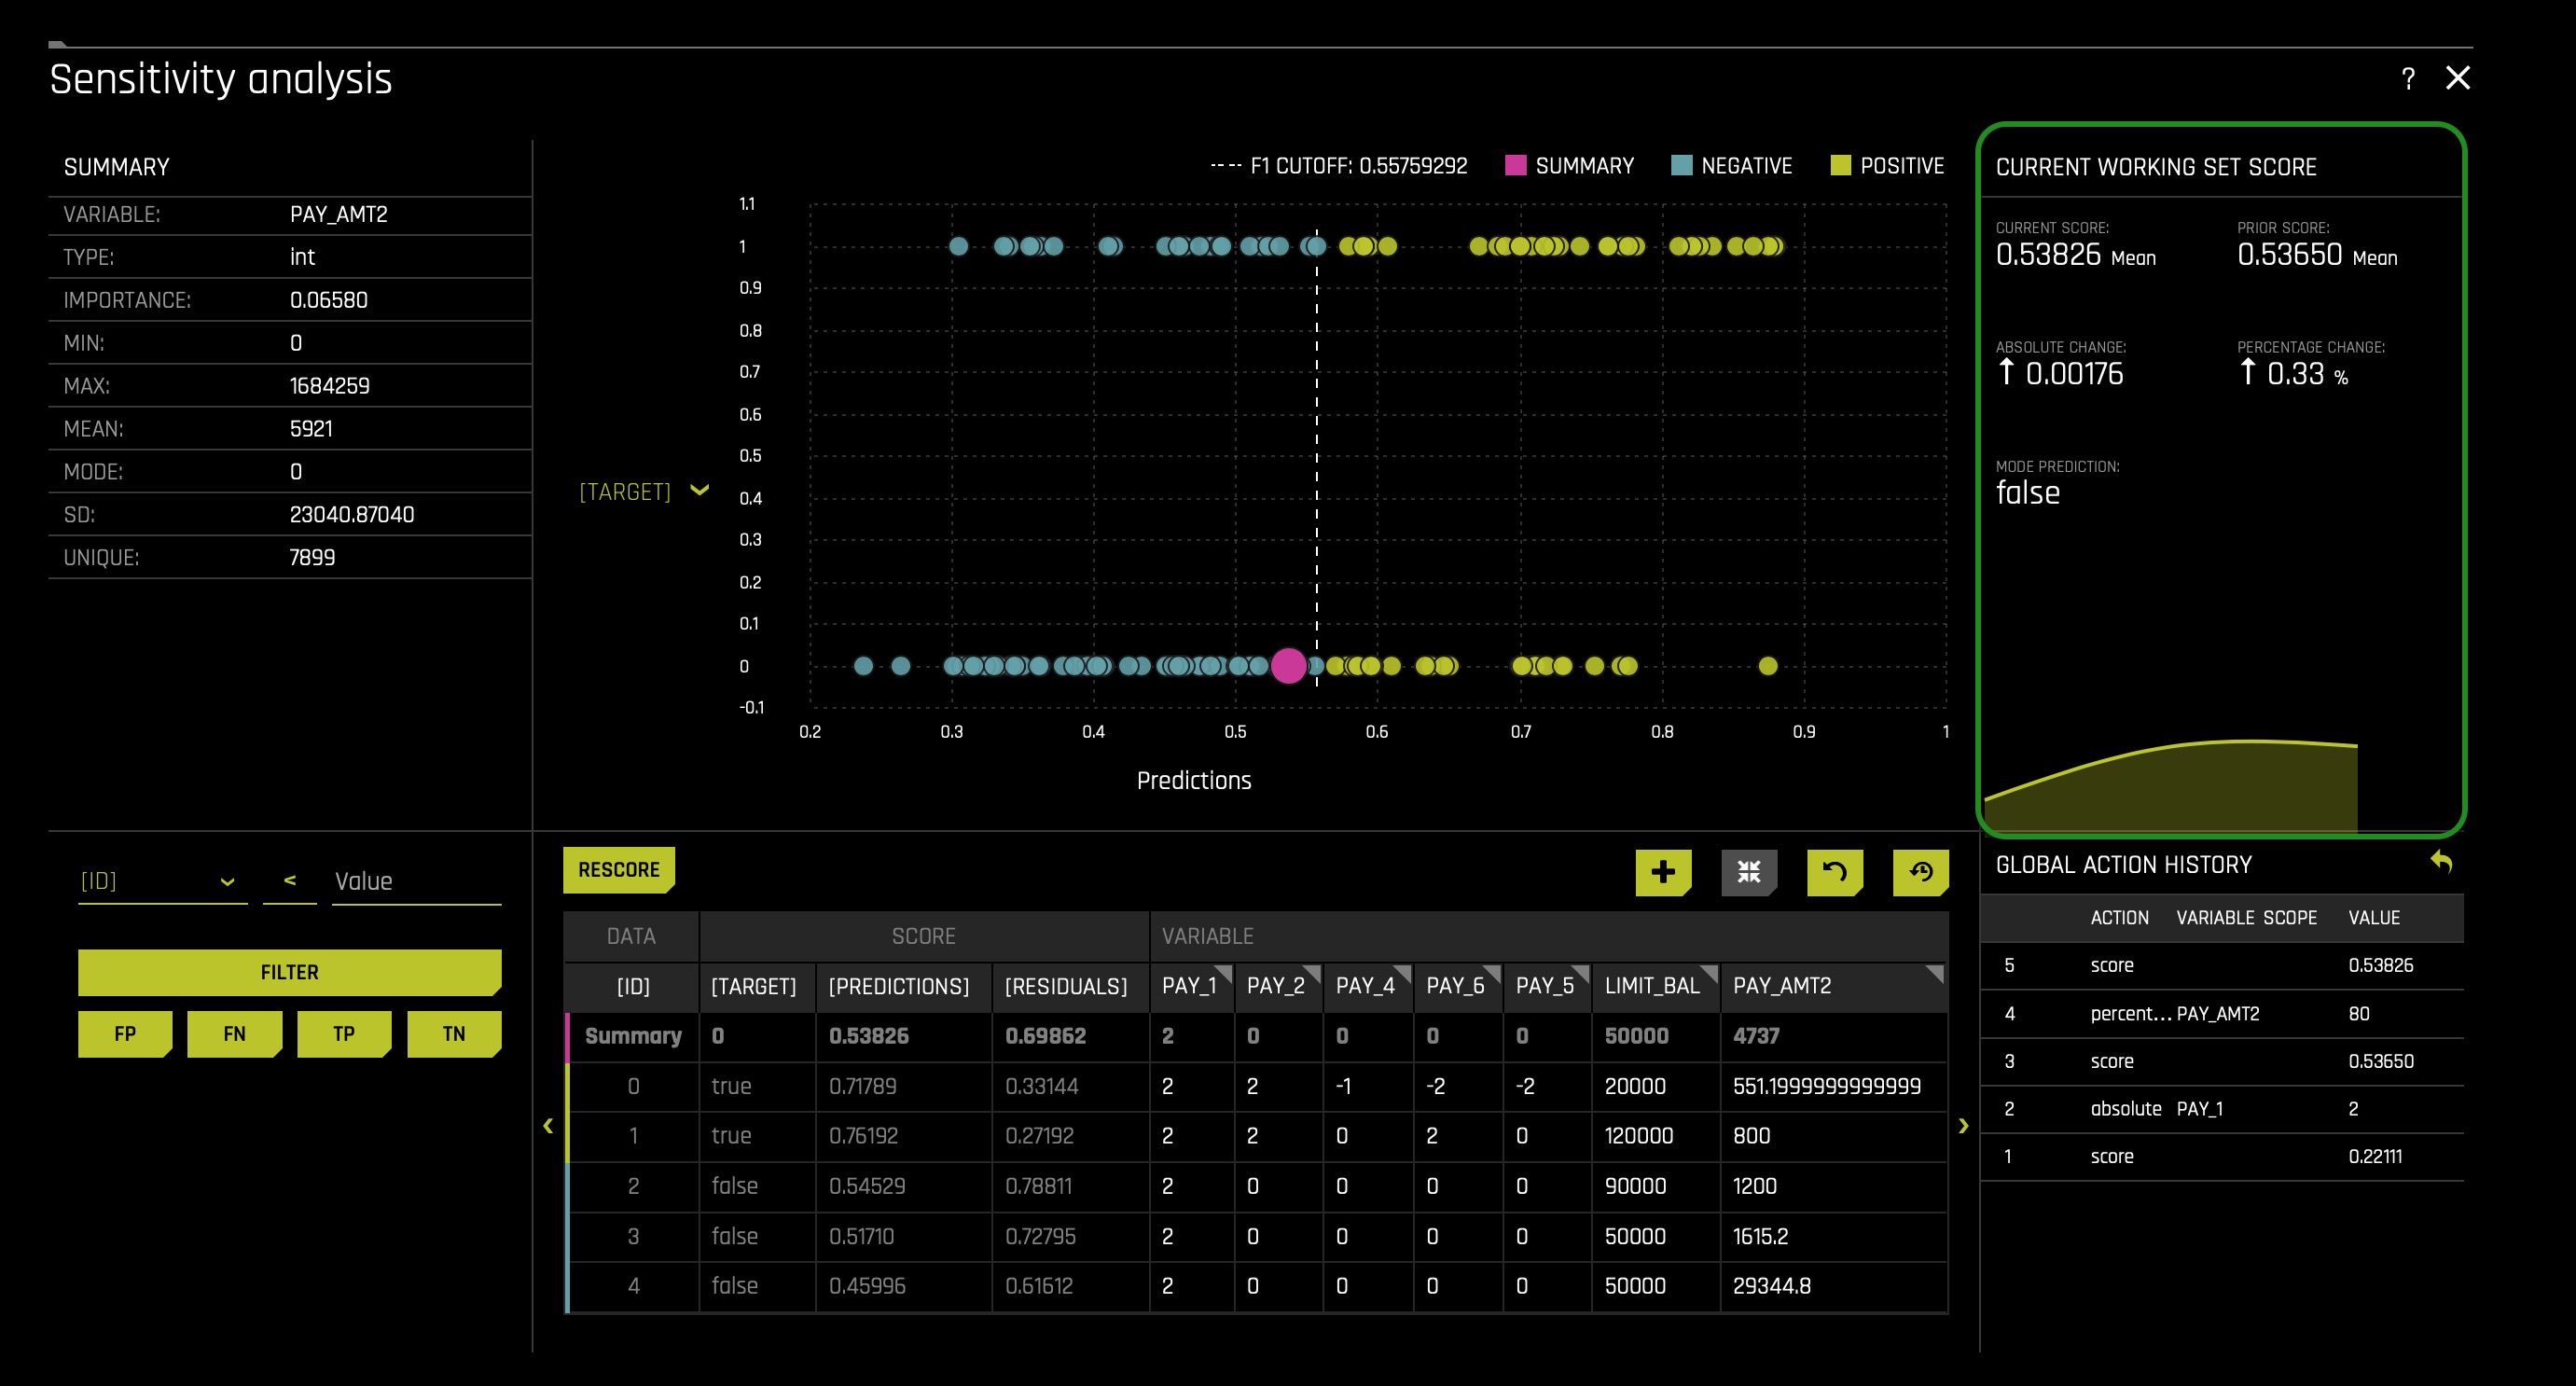 Sensitivity analysis
?
SUMMARY
VARIABLE: PAY_AMT2
TYPE: int
IMPORTANCE: 0.06580
MIN: 0
MAX: 1684259
MEAN: 5921
MODE: 0
SD: 23040.87040
UNIQUE: 7899
F1 CUTOFF: 0.55759292 SUMMARY NEGATIVE POSITIVE
[TARGET]
1.1
1
0.9
0.8
0.7
0.6
0.5
0.4
0.3
0.2
0.1
0
-0.1
0.2 0.3 0.4 0.5 0.6 0.7 0.8 0.9 1
Predictions
CURRENT WORKING SET SCORE
CURRENT SCORE: PRIOR SCORE:
0.53826 Mean 0.53650 Mean
ABSOLUTE CHANGE: PERCENTAGE CHANGE:
↑ 0.00176 ↑ 0.33 %
MODE PREDICTION:
false
[ID] < Value
FILTER
FP FN TP TN
RESCORE
DATA SCORE VARIABLE
[ID] [TARGET] [PREDICTIONS] [RESIDUALS] PAY_1 PAY_2 PAY_4 PAY_6 PAY_5 LIMIT_BAL PAY_AMT2
Summary 0 0.53826 0.69862 2 0 0 0 0 50000 4737
0 true 0.71789 0.33144 2 2 -1 -2 -2 20000 551.1999999999999
1 true 0.76192 0.27192 2 2 0 2 0 120000 800
2 false 0.54529 0.78811 2 0 0 0 0 90000 1200
3 false 0.51710 0.72795 2 0 0 0 0 50000 1615.2
4 false 0.45996 0.61612 2 0 0 0 0 50000 29344.8
GLOBAL ACTION HISTORY
ACTION VARIABLE SCOPE VALUE
5 score 0.53826
4 percent... PAY_AMT2 80
3 score 0.53650
2 absolute PAY_1 2
1 score 0.22111